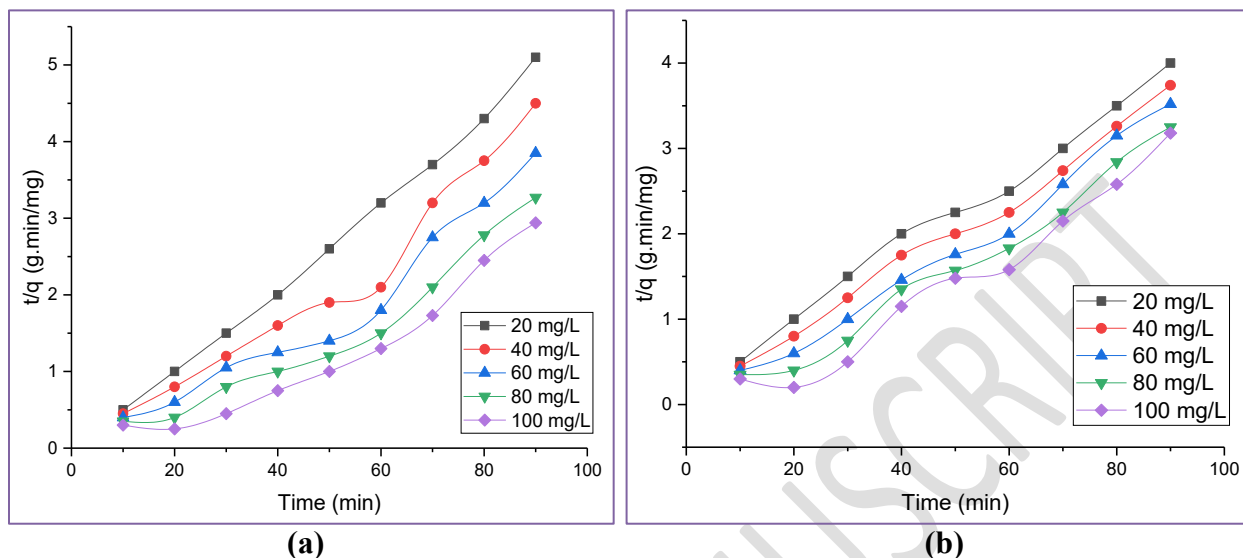 t/q (g.min/mg)
5
4
3
2
1
0
0 20 40 60 80 100
Time (min)
20 mg/L
40 mg/L
60 mg/L
80 mg/L
100 mg/L
(a)
t/q (g.min/mg)
4
3
2
1
0
0 20 40 60 80 100
Time (min)
20 mg/L
40 mg/L
60 mg/L
80 mg/L
100 mg/L
(b)
USCRIPT